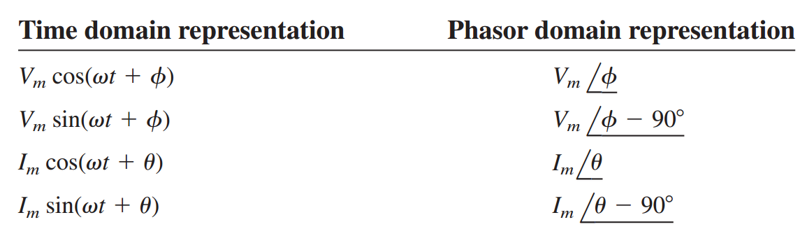 Time domain representation Phasor domain representation
Vm cos(ωt + ϕ) Vm /ϕ
Vm sin(ωt + ϕ) Vm /ϕ − 90°
Im cos(ωt + θ) Im /θ
Im sin(ωt + θ) Im /θ − 90°